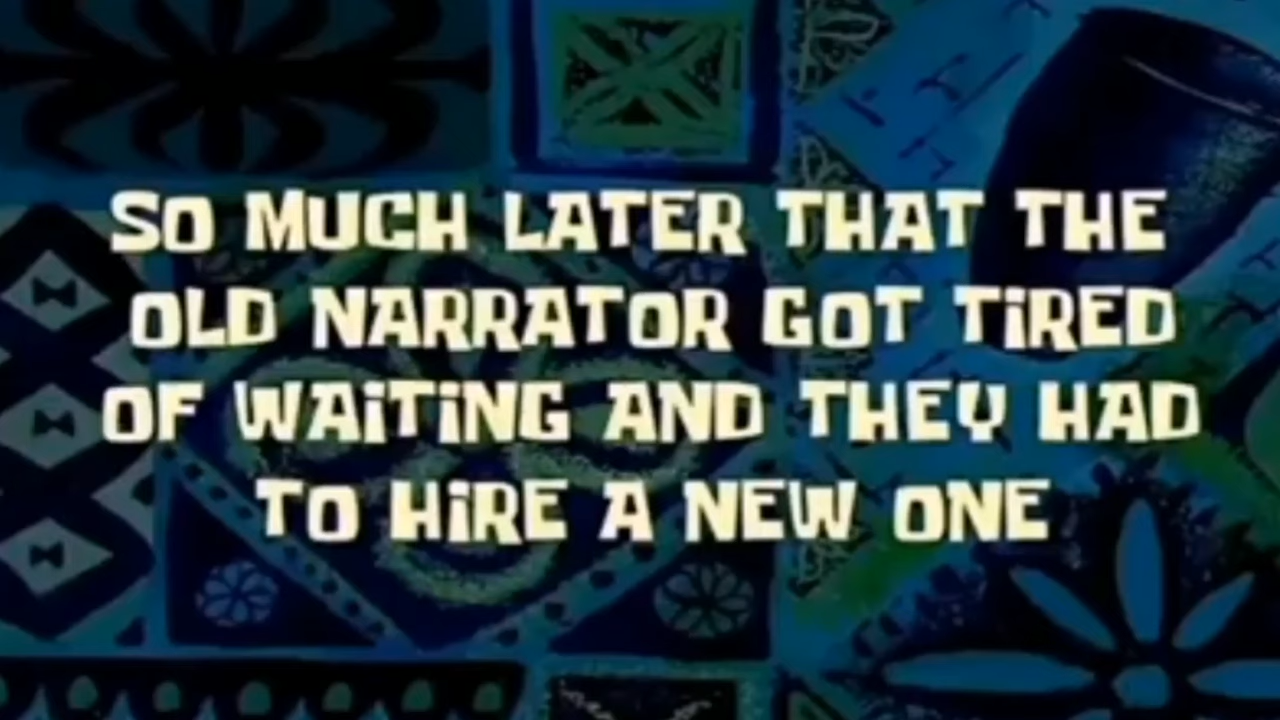 SO MUCH LATER THAT THE
OLD NARRATOR GOT TiRED
OF WAiTiNG AND THEY HAD
TO HiRE A NEW ONE